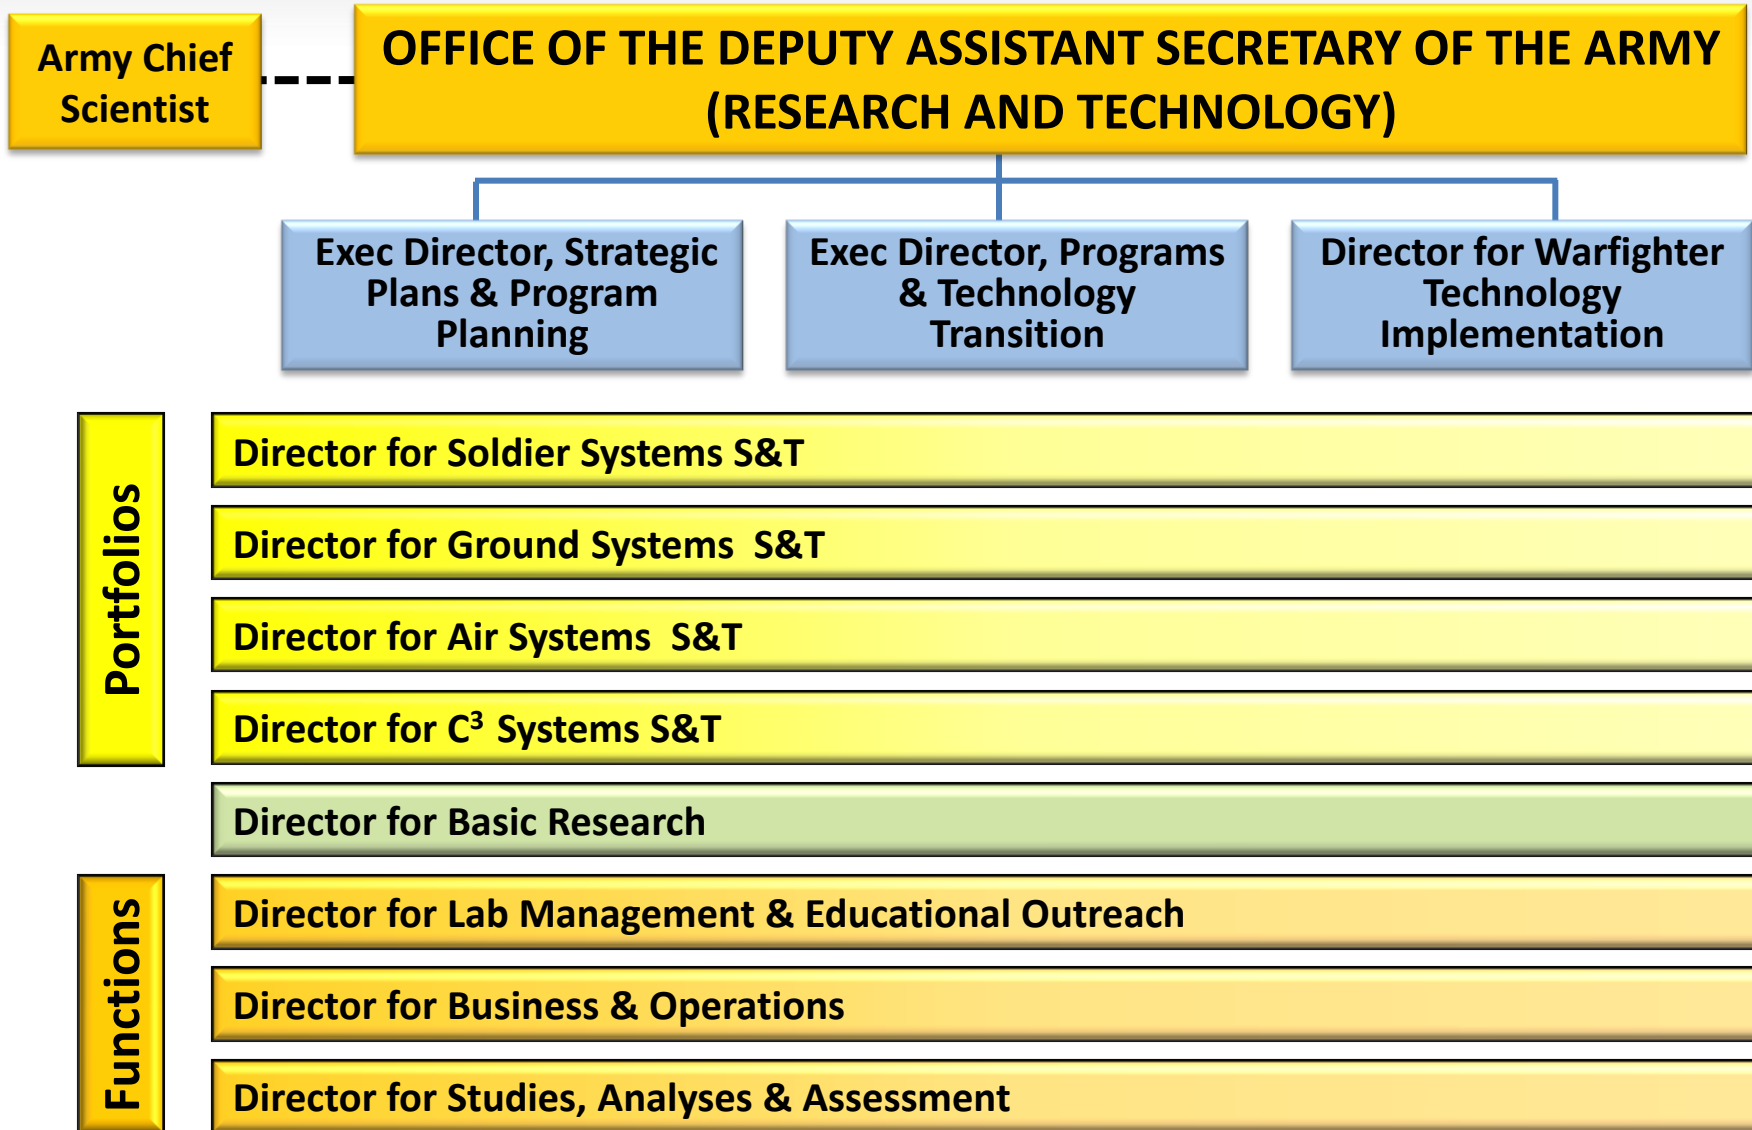 Army Chief
Scientist
OFFICE OF THE DEPUTY ASSISTANT SECRETARY OF THE ARMY
(RESEARCH AND TECHNOLOGY)
Exec Director, Strategic
Plans & Program
Planning
Exec Director, Programs
& Technology
Transition
Director for Warfighter
Technology
Implementation
Portfolios
Director for Soldier Systems S&T
Director for Ground Systems  S&T
Director for Air Systems  S&T
Director for C³ Systems S&T
Director for Basic Research
Functions
Director for Lab Management & Educational Outreach
Director for Business & Operations
Director for Studies, Analyses & Assessment